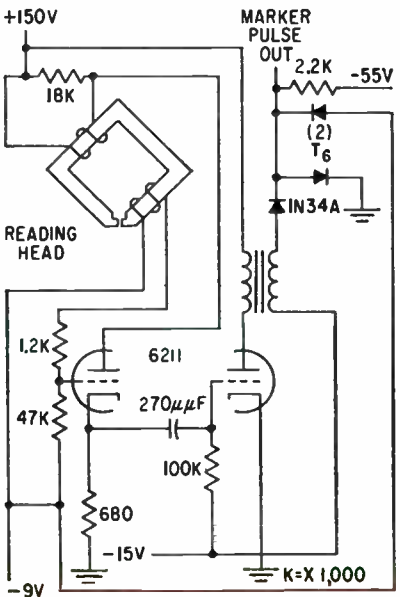 +150V
MARKER
PULSE
OUT
2.2K
-55V
18K
(2)
T6
1N34A
READING
HEAD
1.2K
6211
270μμF
47K
100K
680
-15V
-9V
K=X 1,000